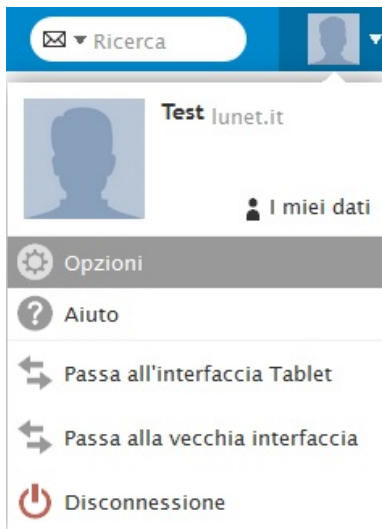 Ricerca
Test lunet.it
I miei dati
Opzioni
Aiuto
Passa all'interfaccia Tablet
Passa alla vecchia interfaccia
Disconnessione